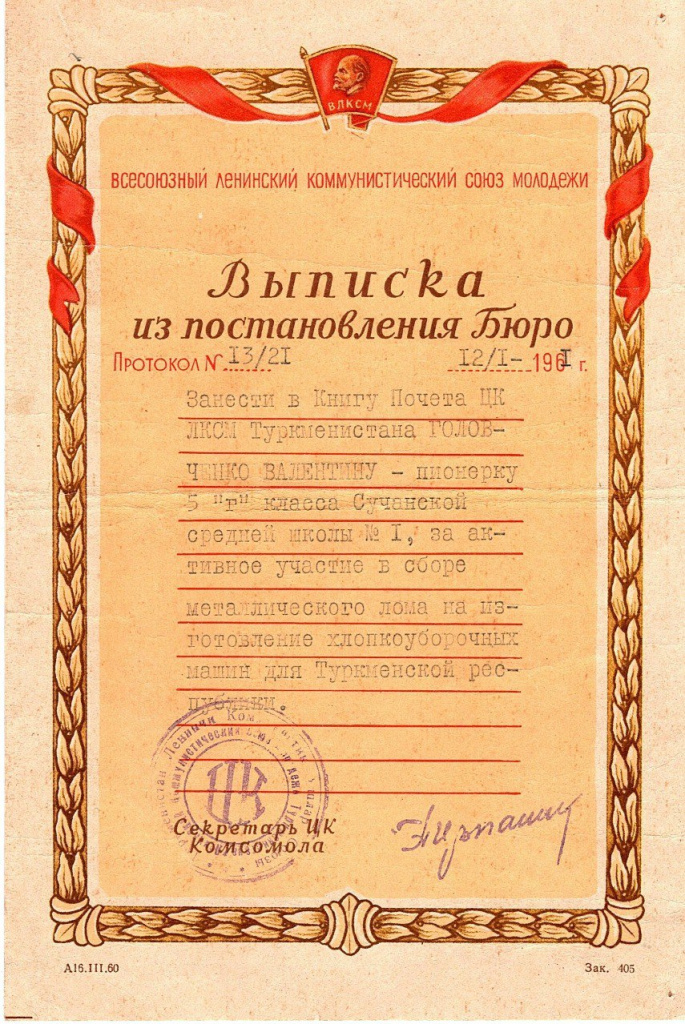 ВЛКСМ
ВСЕСОЮЗНЫЙ ЛЕНИНСКИЙ КОММУНИСТИЧЕСКИЙ СОЮЗ МОЛОДЕЖИ
Выписка
из постановления Бюро
ПРОТОКОЛ № 13/21 12/I- 1961 г.
Занести в Книгу Почета ЦК
ЛКСМ Туркменистана ГОЛОВ-
ЧЕНКО ВАЛЕНТИНУ - пионерку
5 "г" класса Сучанской
средней школы № I, за ак-
тивное участие в сборе
металлического лома на из-
готовление хлопкоуборочных
машин для Туркменской рес-
публики.
ЦК
Секретарь ЦК
Комсомола
А16.III.60
Зак. 405